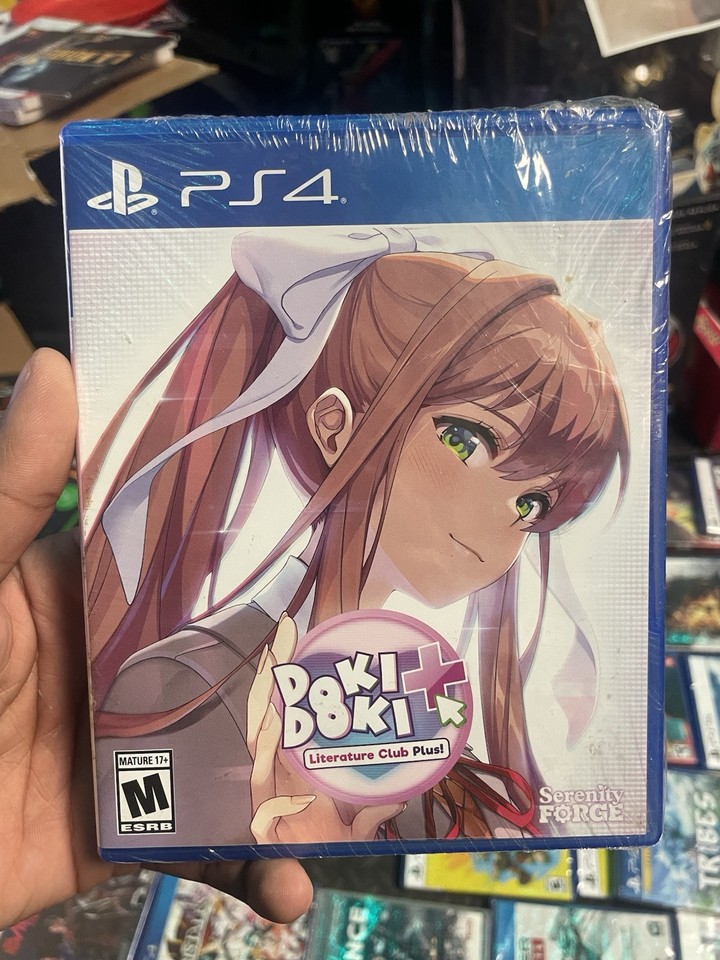 PS4
DOKI
DOKI
Literature Club Plus!
MATURE 17+
M
ESRB
Serenity
FORGE
TRIBES